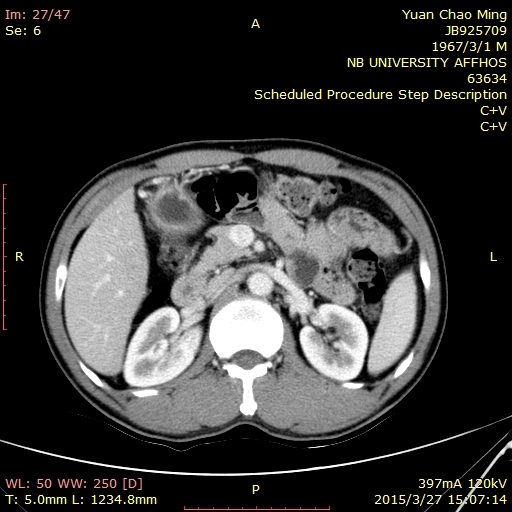 Im: 27/47
Se: 6
A
Yuan Chao Ming
JB925709
1967/3/1 M
NB UNIVERSITY AFFHOS
63634
Scheduled Procedure Step Description
C+V
C+V
R
L
WL: 50 WW: 250 [D]
T: 5.0mm L: 1234.8mm
P
397mA 120kV
2015/3/27 15:07:14